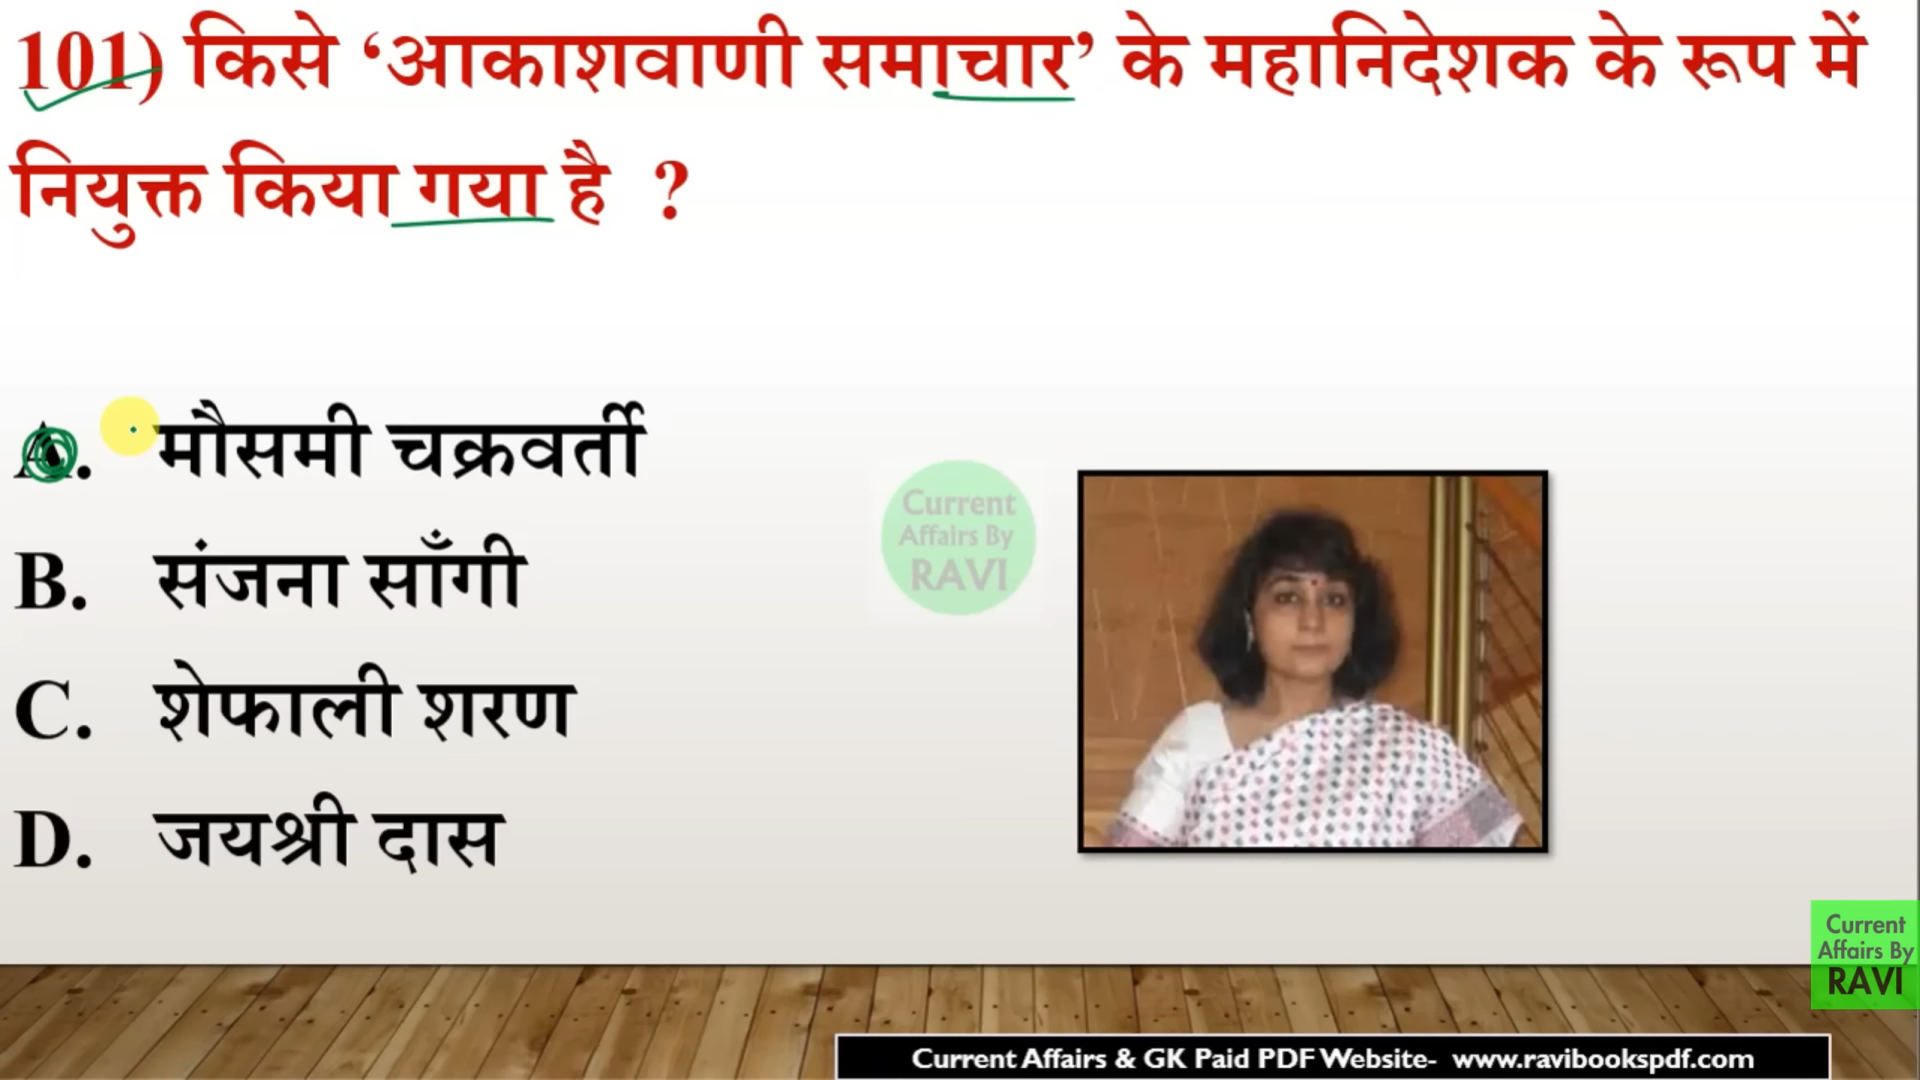 101) किसे ‘आकाशवाणी समाचार’ के महानिदेशक के रूप में
नियुक्त किया गया है ?
A. मौसमी चक्रवर्ती
B. संजना साँगी
C. शेफाली शरण
D. जयश्री दास
Current
Affairs By
RAVI
Current
Affairs By
RAVI
Current Affairs & GK Paid PDF Website- www.ravibookspdf.com